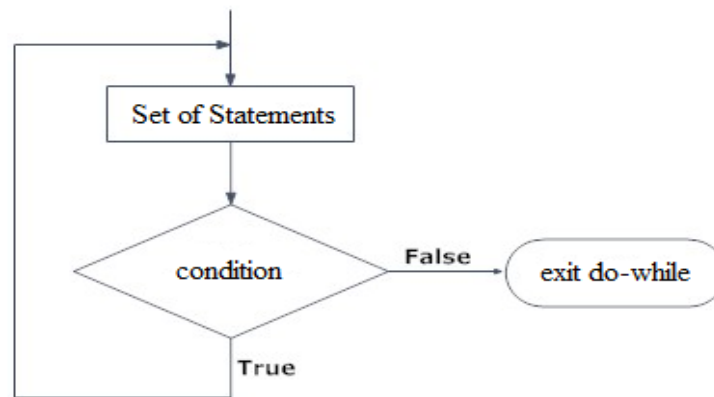 Set of Statements
condition
False
exit do-while
True